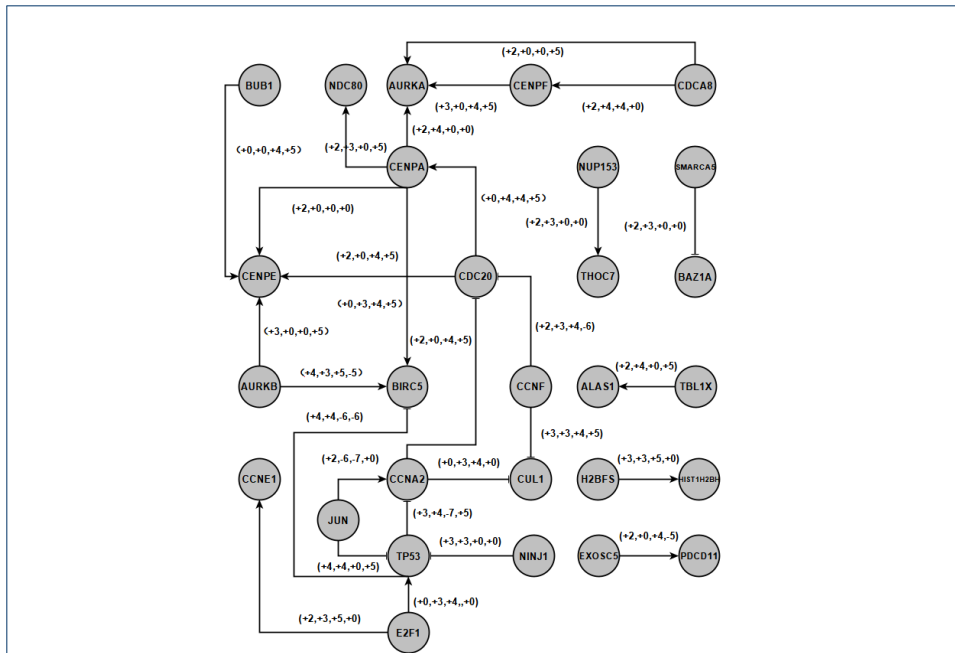 (+2,+0,+0,+5)
BUB1
NDC80
AURKA
CENPF
CDCA8
(+3,+0,+4,+5)
(+2,+4,+4,+0)
(+2,+4,+0,+0)
(+0,+0,+4,+5)
(+2,+3,+0,+5)
CENPA
NUP153
SMARCA5
(+0,+4,+4,+5)
(+2,+0,+0,+0)
(+2,+3,+0,+0)
(+2,+3,+0,+0)
(+2,+0,+4,+5)
CENPE
CDC20
THOC7
BAZ1A
(+0,+3,+4,+5)
(+3,+0,+0,+5)
(+2,+0,+4,+5)
(+2,+3,+4,-6)
(+2,+4,+0,+5)
(+4,+3,+5,-5)
AURKB
BIRC5
CCNF
ALAS1
TBL1X
(+4,+4,-6,-6)
(+3,+3,+4,+5)
(+2,-6,-7,+0)
(+0,+3,+4,+0)
(+3,+3,+5,+0)
CCNE1
CCNA2
CUL1
H2BFS
HIST1H2BH
(+3,+4,-7,+5)
JUN
(+3,+3,+0,+0)
(+2,+0,+4,-5)
TP53
NINJ1
EXOSC5
PDCD11
(+4,+4,+0,+5)
(+0,+3,+4,,+0)
(+2,+3,+5,+0)
E2F1